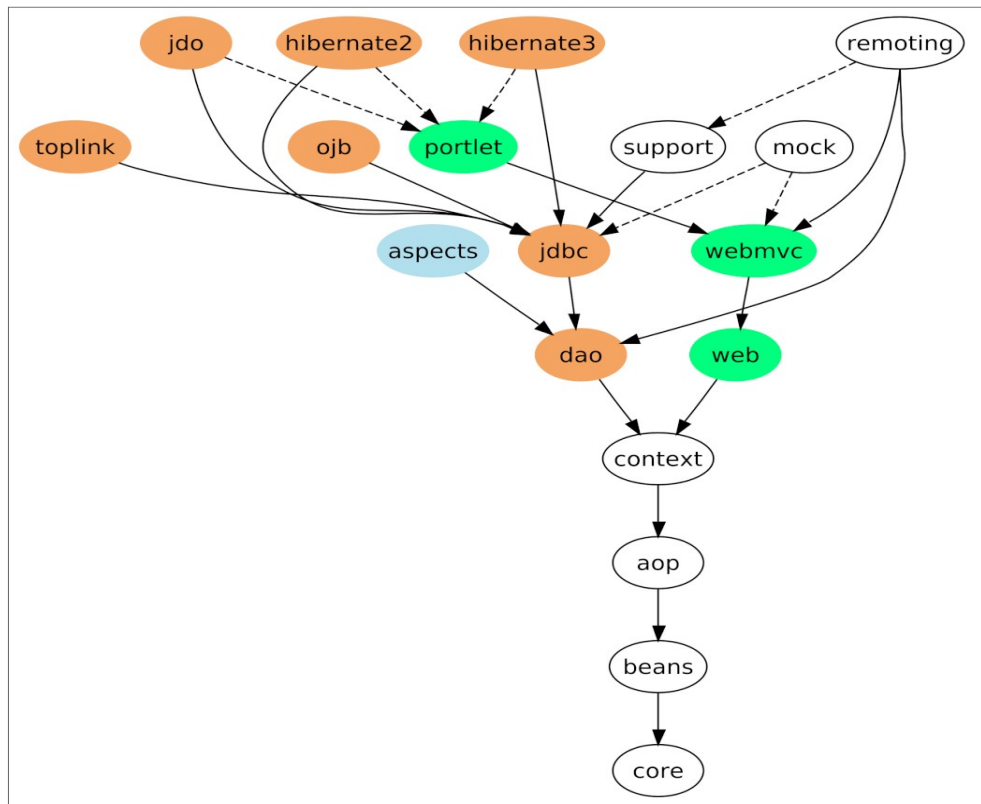 jdo
hibernate2
hibernate3
remoting
toplink
ojb
portlet
support
mock
aspects
jdbc
webmvc
dao
web
context
aop
beans
core